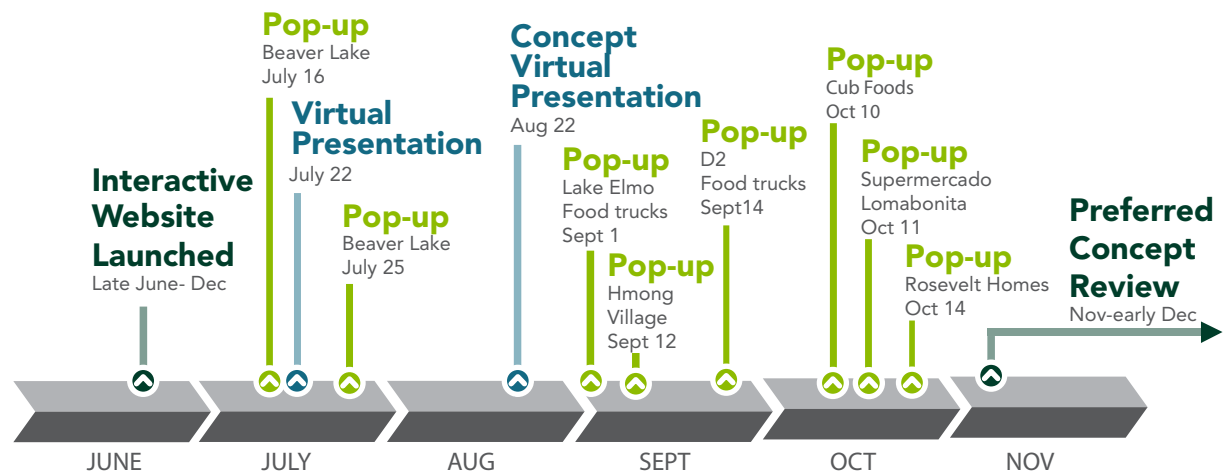 Interactive
Website
Launched
Late June- Dec
Pop-up
Beaver Lake
July 16
Virtual
Presentation
July 22
Pop-up
Beaver Lake
July 25
Concept
Virtual
Presentation
Aug 22
Pop-up
Lake Elmo
Food trucks
Sept 1
Pop-up
Hmong
Village
Sept 12
Pop-up
D2
Food trucks
Sept14
Pop-up
Cub Foods
Oct 10
Pop-up
Supermercado
Lomabonita
Oct 11
Pop-up
Rosevelt Homes
Oct 14
Preferred
Concept
Review
Nov-early Dec
JUNE
JULY
AUG
SEPT
OCT
NOV